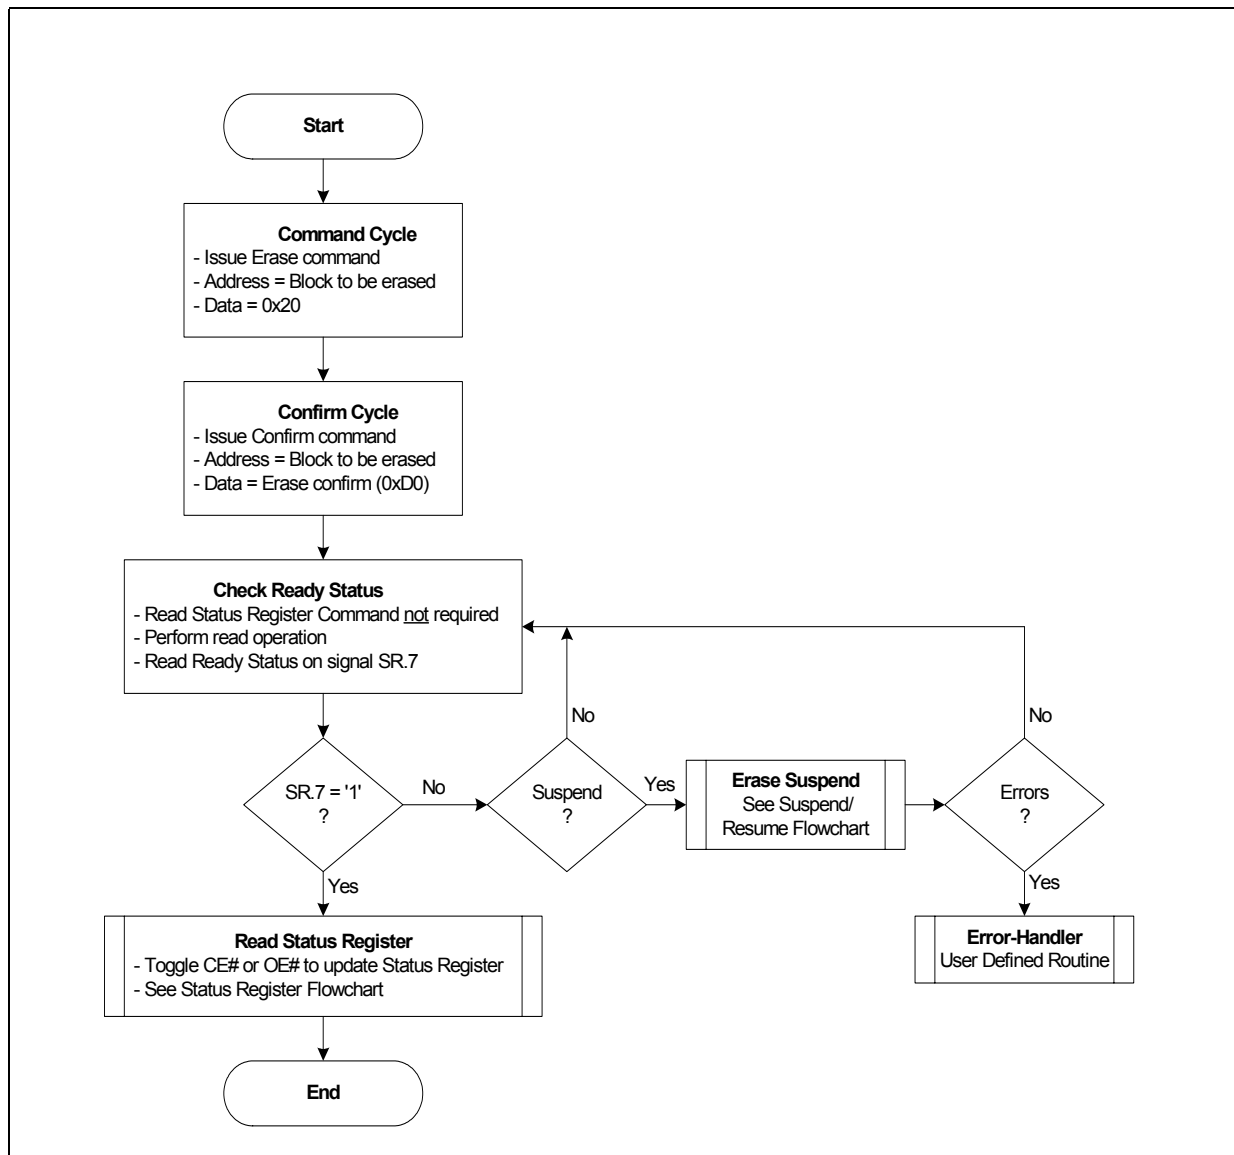 Start
Command Cycle
- Issue Erase command
- Address = Block to be erased
- Data = 0x20
Confirm Cycle
- Issue Confirm command
- Address = Block to be erased
- Data = Erase confirm (0xD0)
Check Ready Status
- Read Status Register Command not required
- Perform read operation
- Read Ready Status on signal SR.7
SR.7 = '1'
?
No
Suspend
?
No
Yes
Erase Suspend
See Suspend/
Resume Flowchart
Errors
?
No
Yes
Error-Handler
User Defined Routine
Yes
Read Status Register
- Toggle CE# or OE# to update Status Register
- See Status Register Flowchart
End